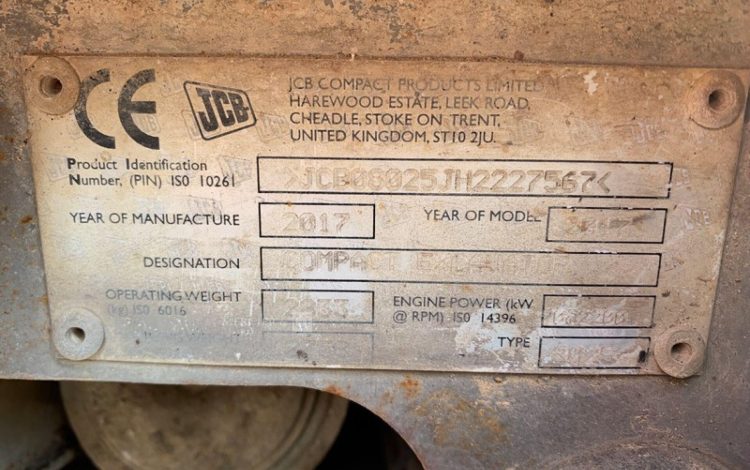 CE JCB
JCB COMPACT PRODUCTS LIMITED
HAREWOOD ESTATE, LEEK ROAD,
CHEADLE, STOKE ON TRENT,
UNITED KINGDOM, ST10 2JU.
Product Identification
Number, (PIN) ISO 10261
>JCB08025JH2227567<
YEAR OF MANUFACTURE 2017 YEAR OF MODEL
DESIGNATION COMPACT EXCAVATOR
OPERATING WEIGHT
(kg) ISO 6016
ENGINE POWER (kW
@ RPM) ISO 14396
TYPE